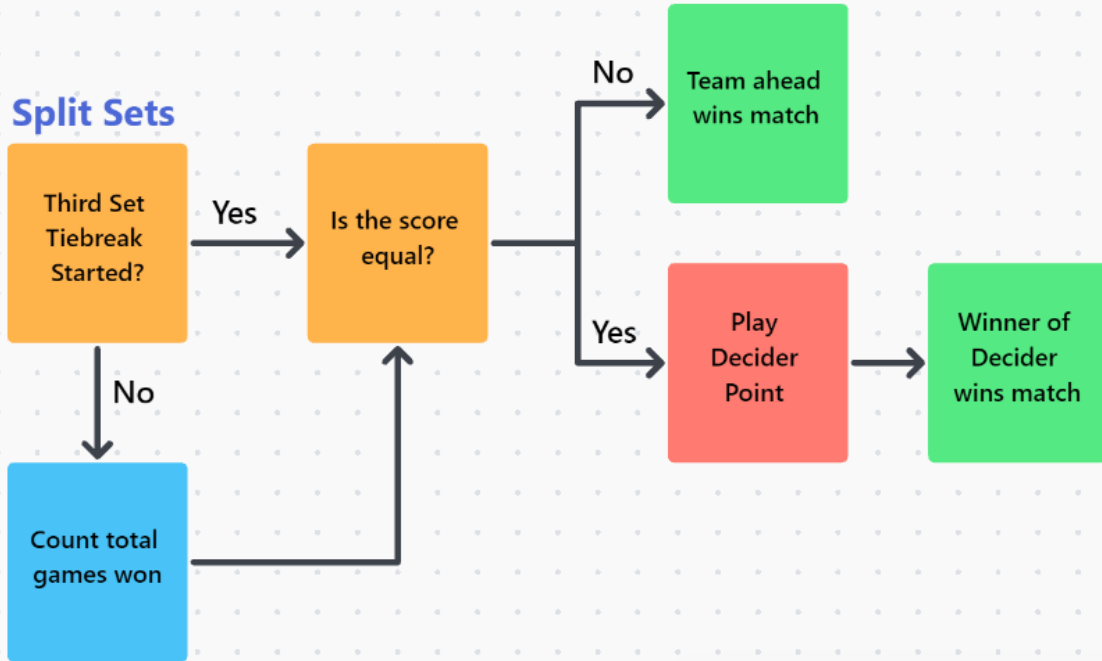 Split Sets
Third Set
Tiebreak
Started?
Yes
No
Count total
games won
Is the score
equal?
No
Team ahead
wins match
Yes
Play
Decider
Point
Winner of
Decider
wins match